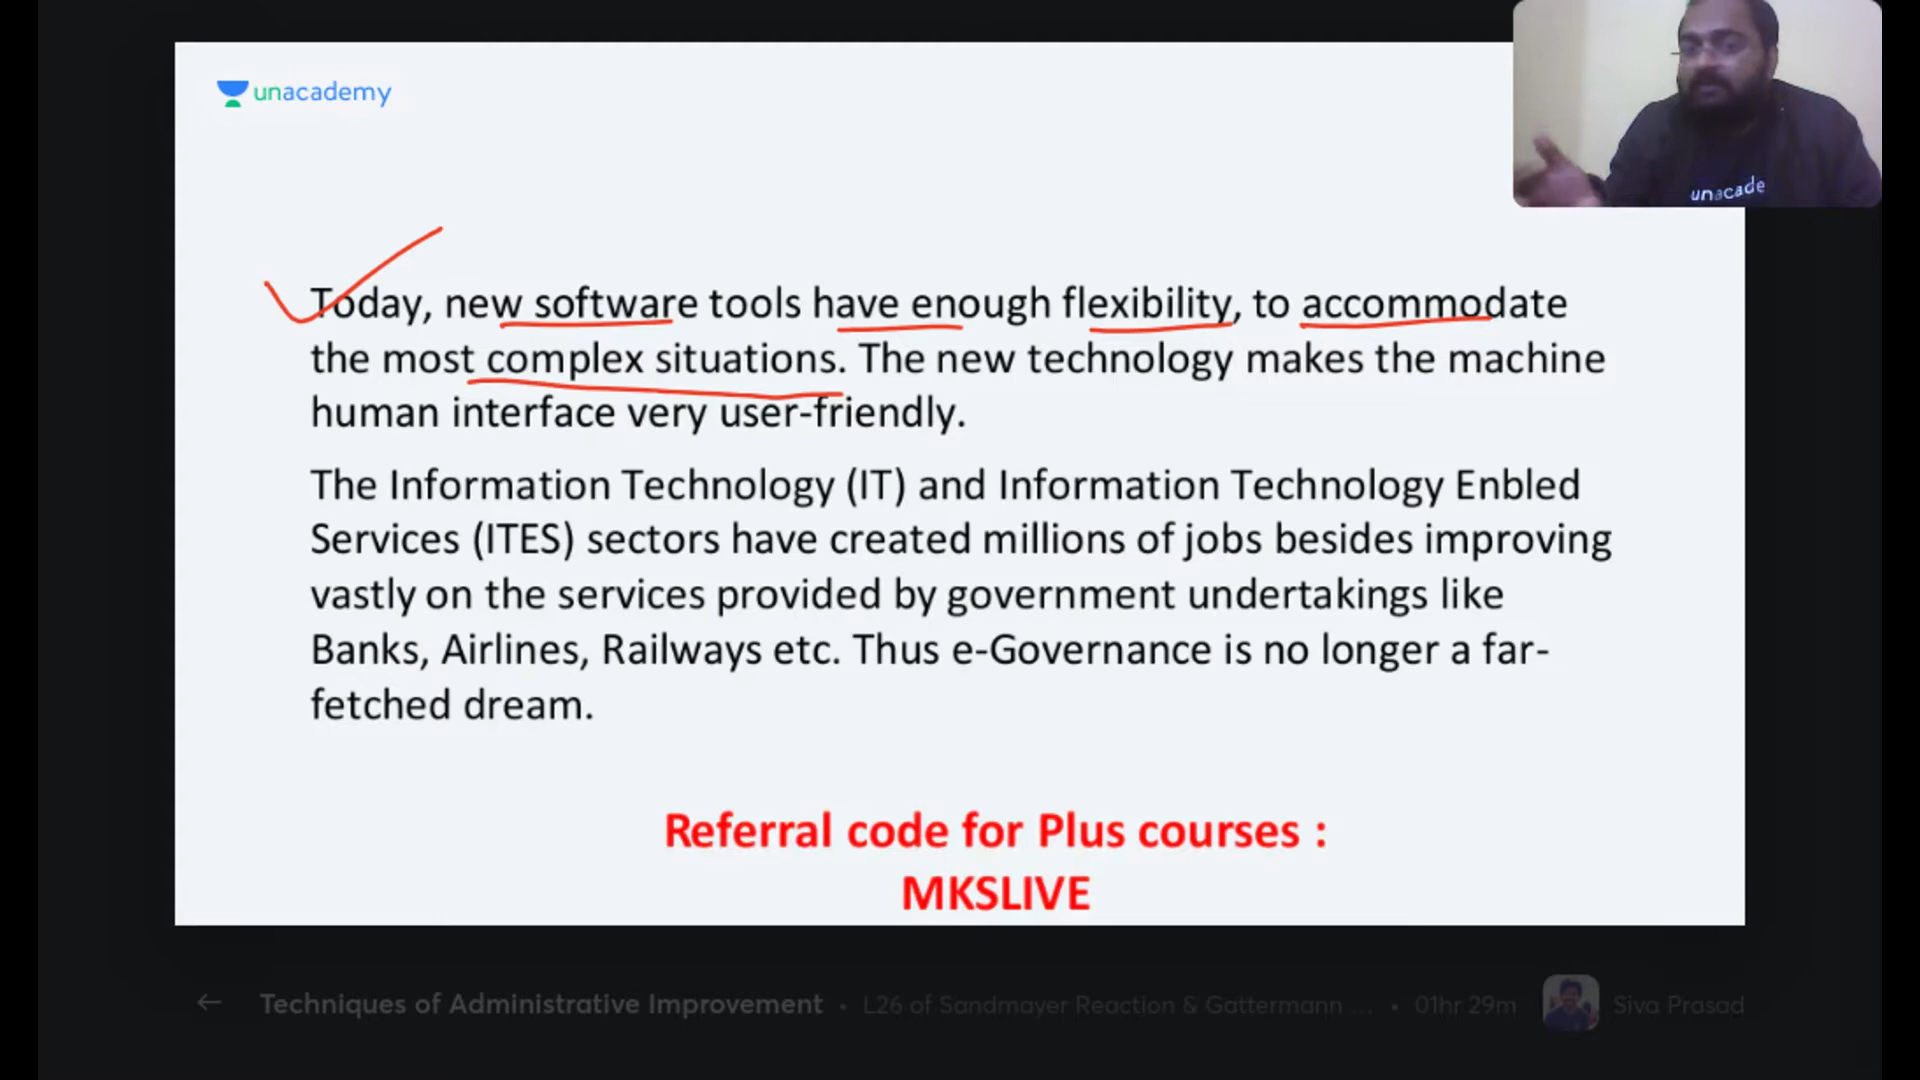 unacademy
unacade
Today, new software tools have enough flexibility, to accommodate
the most complex situations. The new technology makes the machine
human interface very user-friendly.
The Information Technology (IT) and Information Technology Enbled
Services (ITES) sectors have created millions of jobs besides improving
vastly on the services provided by government undertakings like
Banks, Airlines, Railways etc. Thus e-Governance is no longer a far-
fetched dream.
Referral code for Plus courses :
MKSLIVE
Techniques of Administrative Improvement • L26 of Sandmayer Reaction & Gattermann ... • 01hr 29m Siva Prasad